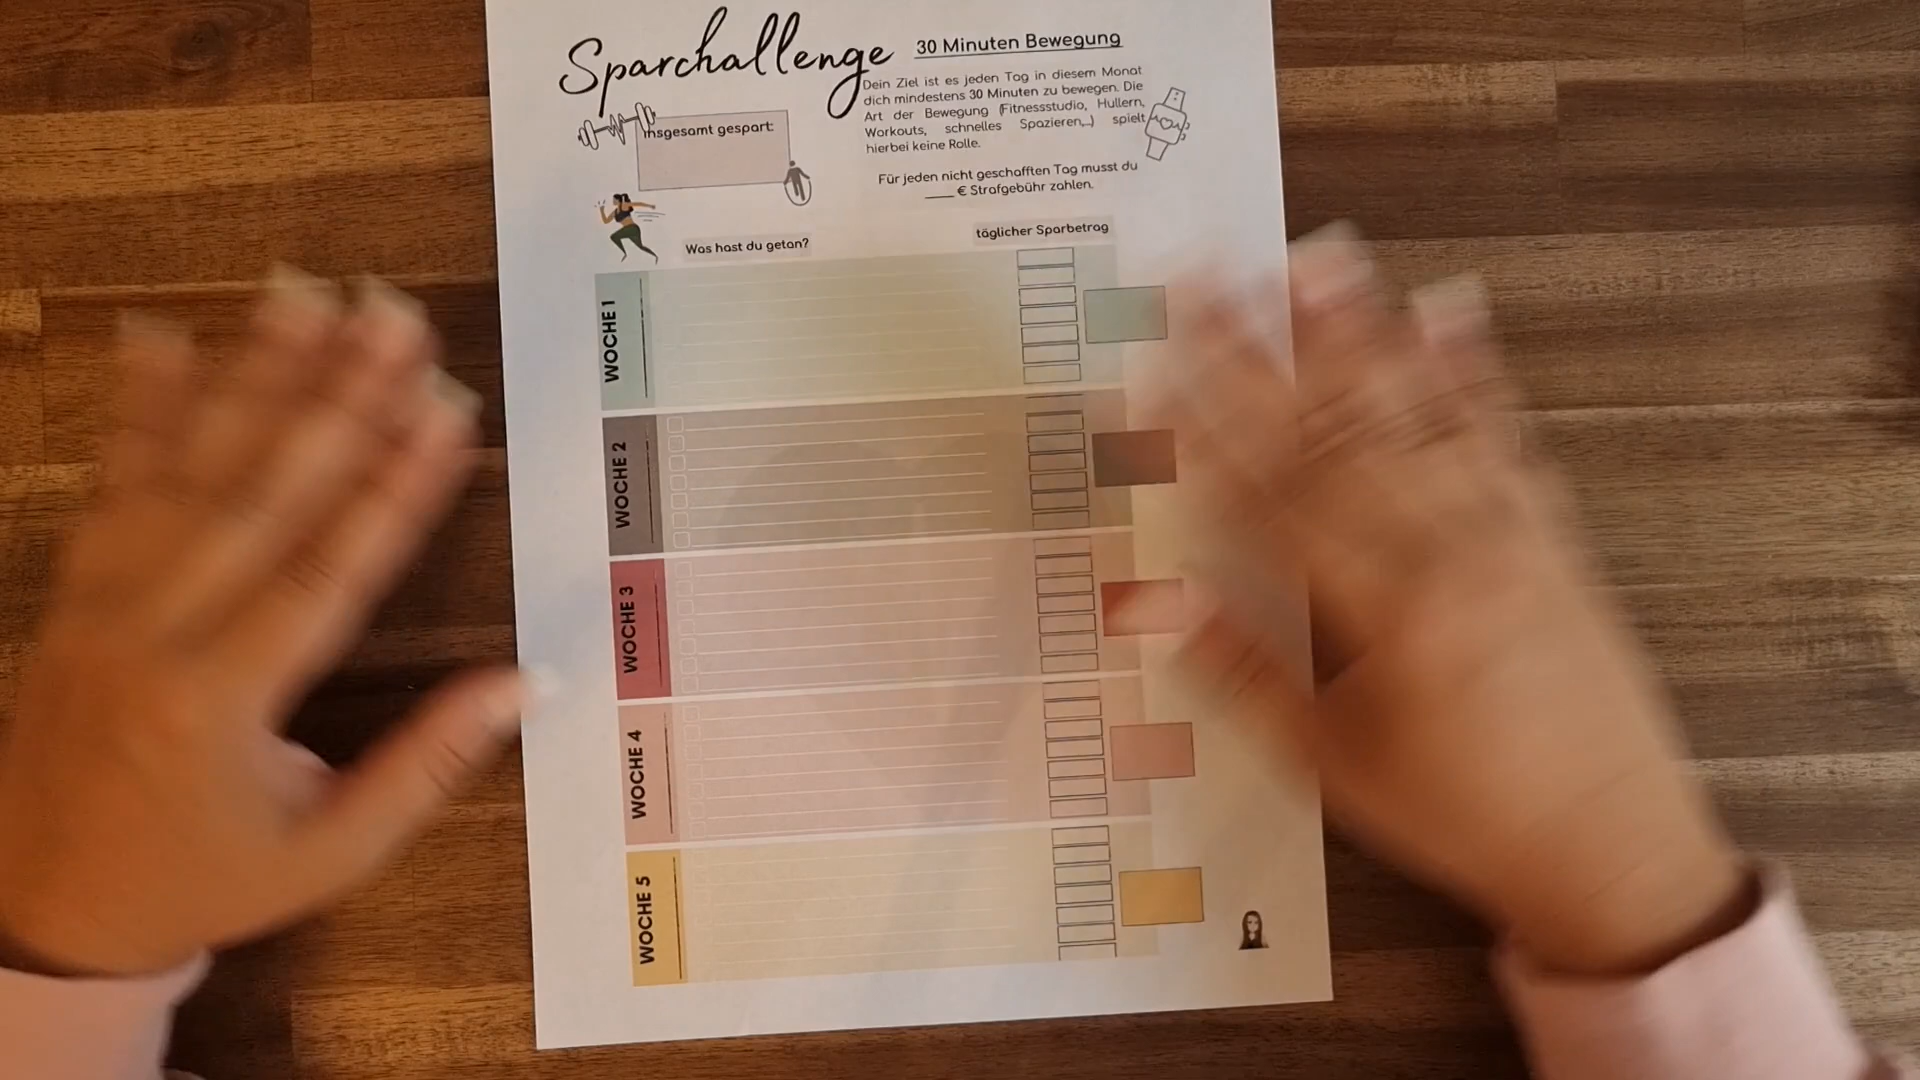 Sparchallenge
30 Minuten Bewegung
Dein Ziel ist es jeden Tag in diesem Monat
dich mindestens 30 Minuten zu bewegen. Die
Art der Bewegung (Fitnessstudio, Hullern,
Workouts, schnelles Spazieren,..) spielt
hierbei keine Rolle.
Insgesamt gespart:
Für jeden nicht geschafften Tag musst du
____ € Strafgebühr zahlen.
Was hast du getan?
täglicher Sparbetrag
WOCHE 1
WOCHE 2
WOCHE 3
WOCHE 4
WOCHE 5